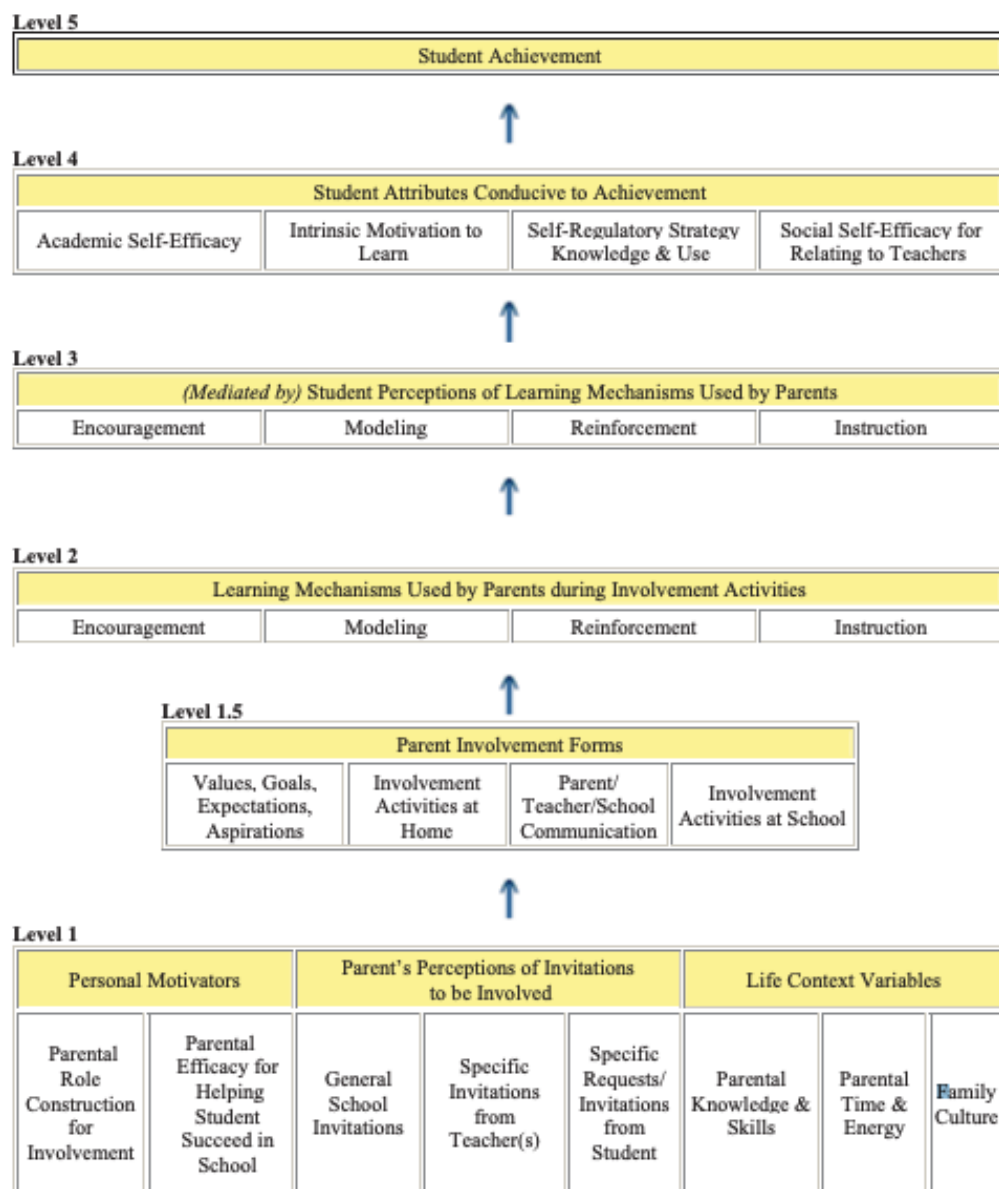 Level 5
Student Achievement
Level 4
Student Attributes Conducive to Achievement
Academic Self-Efficacy
Intrinsic Motivation to
Learn
Self-Regulatory Strategy
Knowledge & Use
Social Self-Efficacy for
Relating to Teachers
Level 3
(Mediated by) Student Perceptions of Learning Mechanisms Used by Parents
Encouragement
Modeling
Reinforcement
Instruction
Level 2
Learning Mechanisms Used by Parents during Involvement Activities
Encouragement
Modeling
Reinforcement
Instruction
Level 1.5
Parent Involvement Forms
Values, Goals,
Expectations,
Aspirations
Involvement
Activities at
Home
Parent/
Teacher/School
Communication
Involvement
Activities at School
Level 1
Personal Motivators
Parent's Perceptions of Invitations
to be Involved
Life Context Variables
Parental
Role
Construction
for
Involvement
Parental
Efficacy for
Helping
Student
Succeed in
School
General
School
Invitations
Specific
Invitations
from
Teacher(s)
Specific
Requests/
Invitations
from
Student
Parental
Knowledge &
Skills
Parental
Time &
Energy
Family
Culture